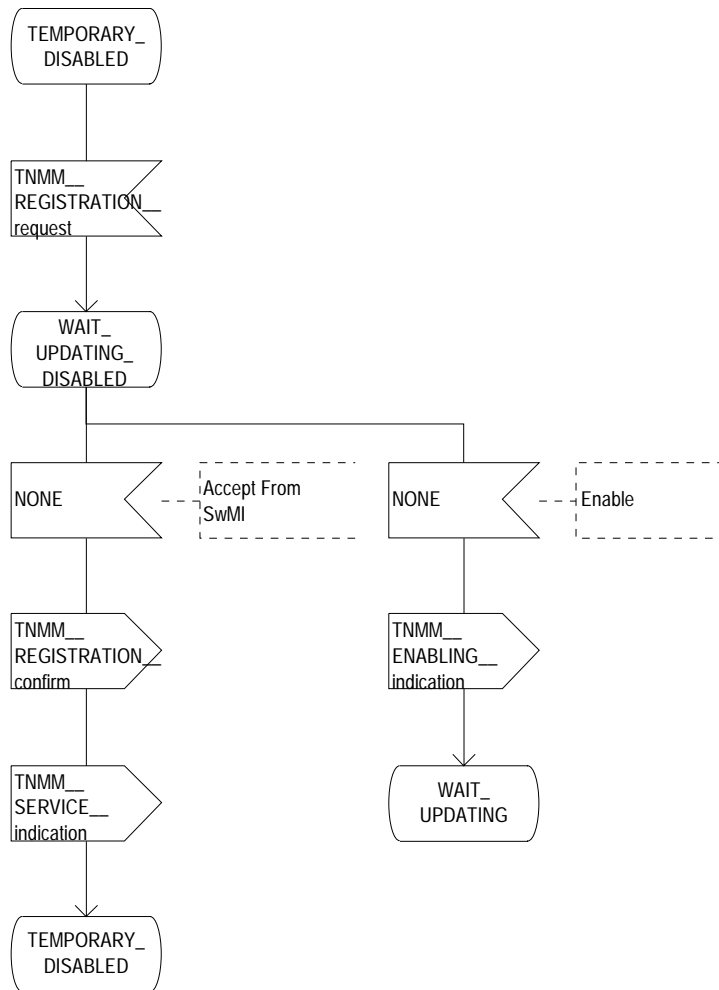 TEMPORARY_
DISABLED
TNMM__
REGISTRATION__
request
WAIT_
UPDATING_
DISABLED
NONE
Accept From
SwMI
NONE
Enable
TNMM__
REGISTRATION__
confirm
TNMM__
ENABLING__
indication
TNMM__
SERVICE__
indication
WAIT_
UPDATING
TEMPORARY_
DISABLED